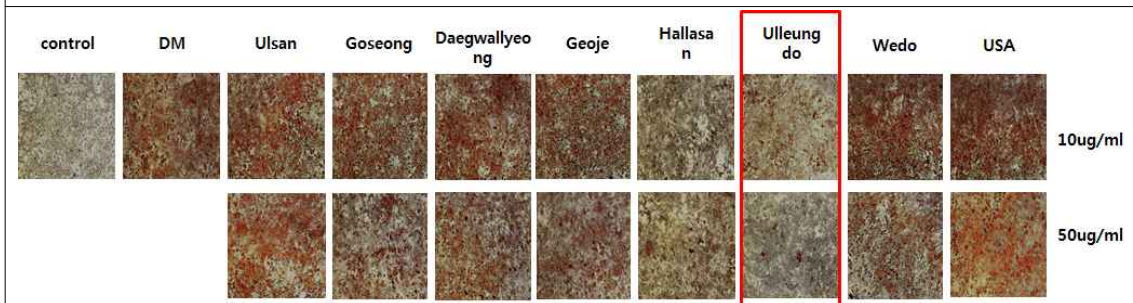 control DM Ulsan Goseong Daegwallyeo
ng Geoje Hallasa
n Ulleung
do Wedo USA
10ug/ml
50ug/ml